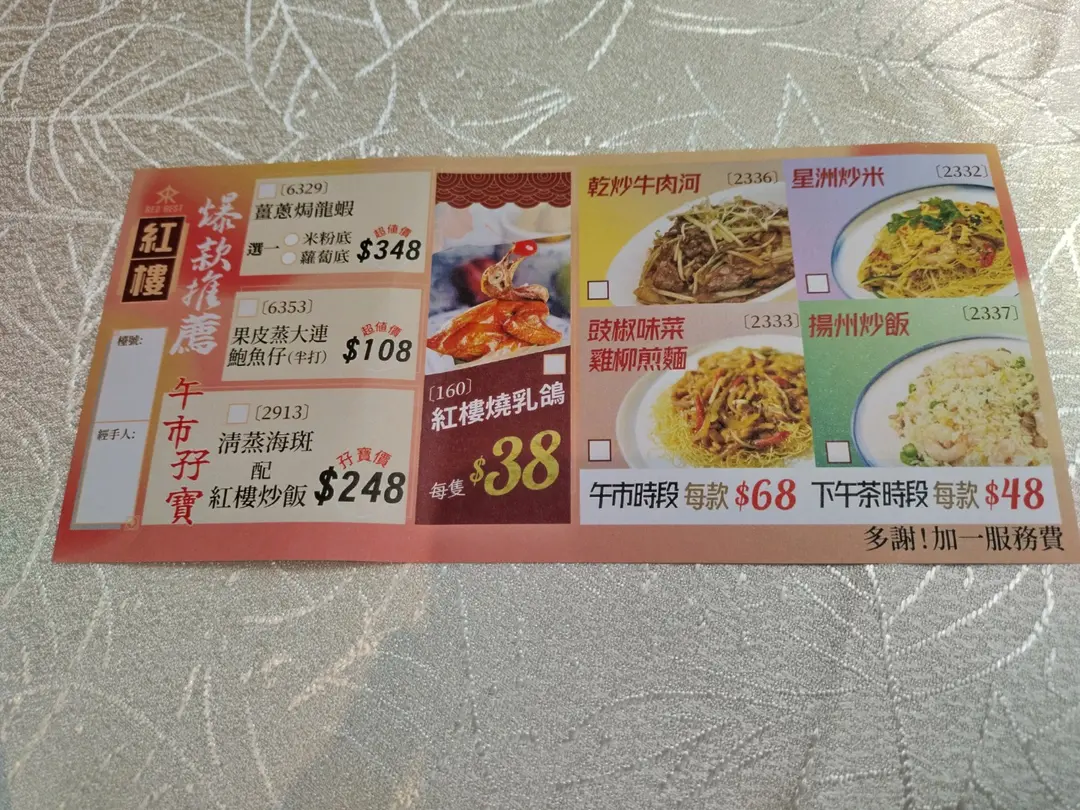 RED BEST
紅樓
爆款推薦
午市孖寶
檯號:
經手人:
[6329]
薑蔥焗龍蝦
選一
米粉底
蘿蔔底
超值價
$348
[6353]
果皮蒸大連
鮑魚仔(半打)
超值價
$108
[2913]
清蒸海斑
配
紅樓炒飯
孖寶價
$248
[160]
紅樓燒乳鴿
每隻 $38
乾炒牛肉河
[2336]
星洲炒米
[2332]
豉椒味菜
雞柳煎麵
[2333]
揚州炒飯
[2337]
午市時段 每款 $68
下午茶時段 每款 $48
多謝!加一服務費